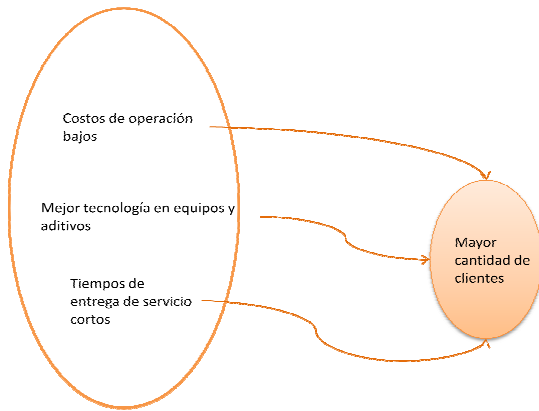 Costos de operación
bajos
Mejor tecnología en equipos y
aditivos
Tiempos de
entrega de servicio
cortos
Mayor
cantidad de
clientes